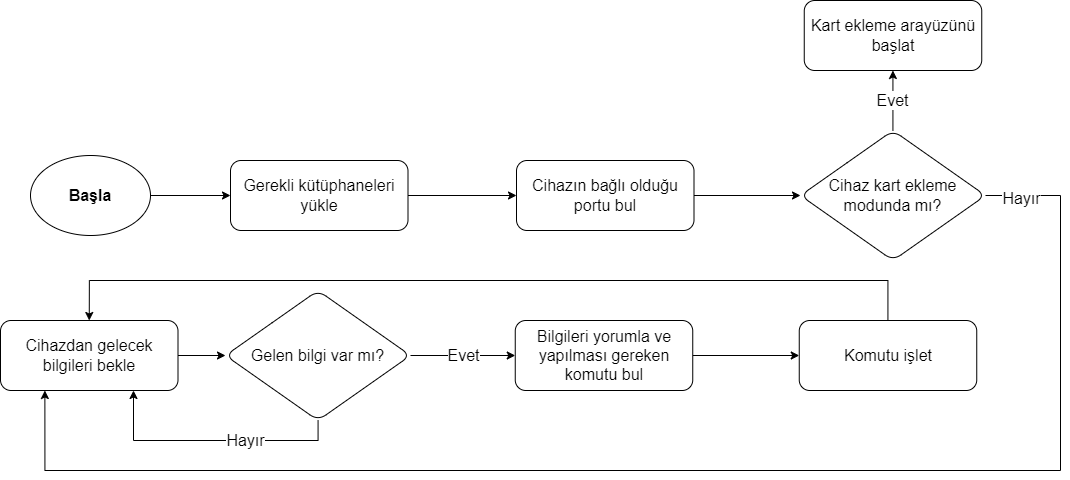 Kart ekleme arayüzünü
başlat
Evet
Başla
Gerekli kütüphaneleri
yükle
Cihazın bağlı olduğu
portu bul
Cihaz kart ekleme
modunda mı?
Hayır
Cihazdan gelecek
bilgileri bekle
Gelen bilgi var mı?
Evet
Bilgileri yorumla ve
yapılması gereken
komutu bul
Komutu işlet
Hayır